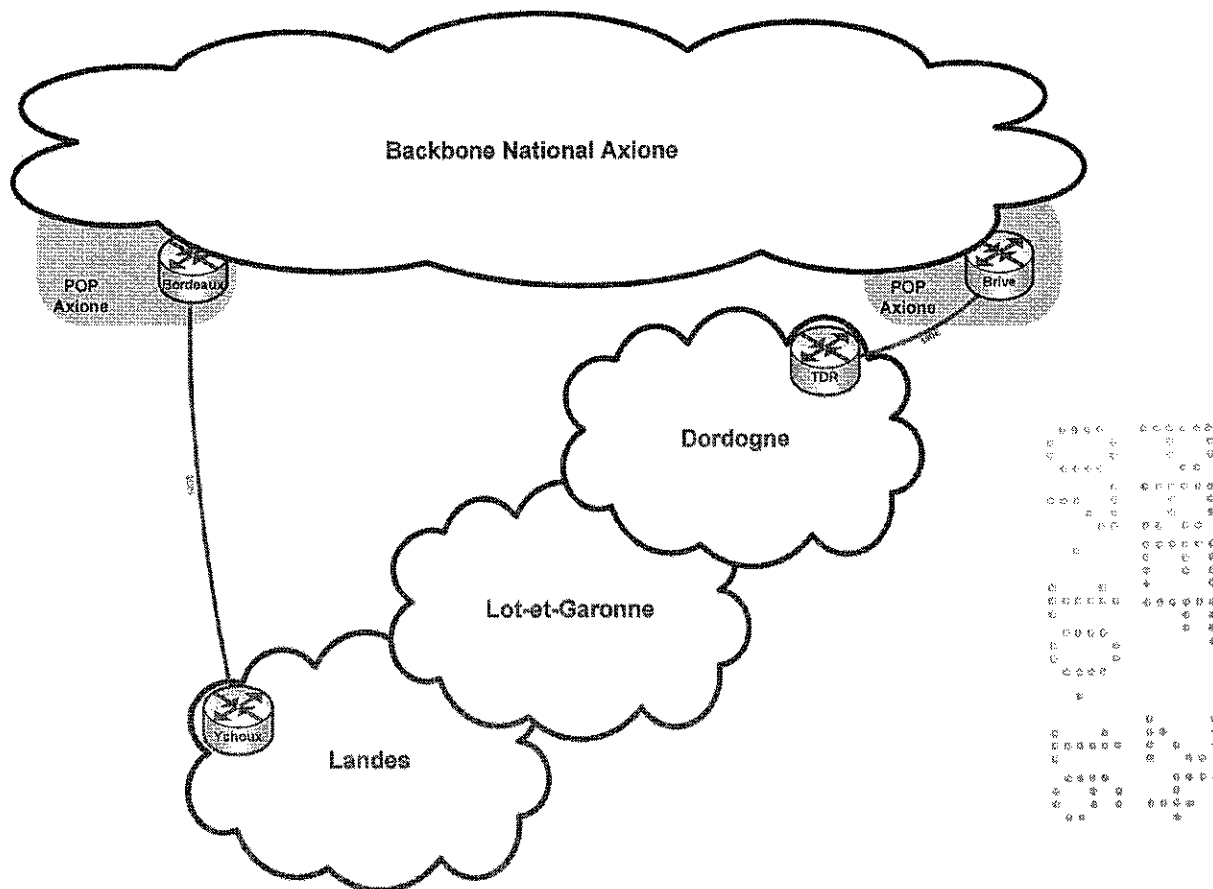 Backbone National Axione
POP
Axione
Bordeaux
POP
Axione
Brive
TDR
Dordogne
Lot-et-Garonne
Ychoux
Landes